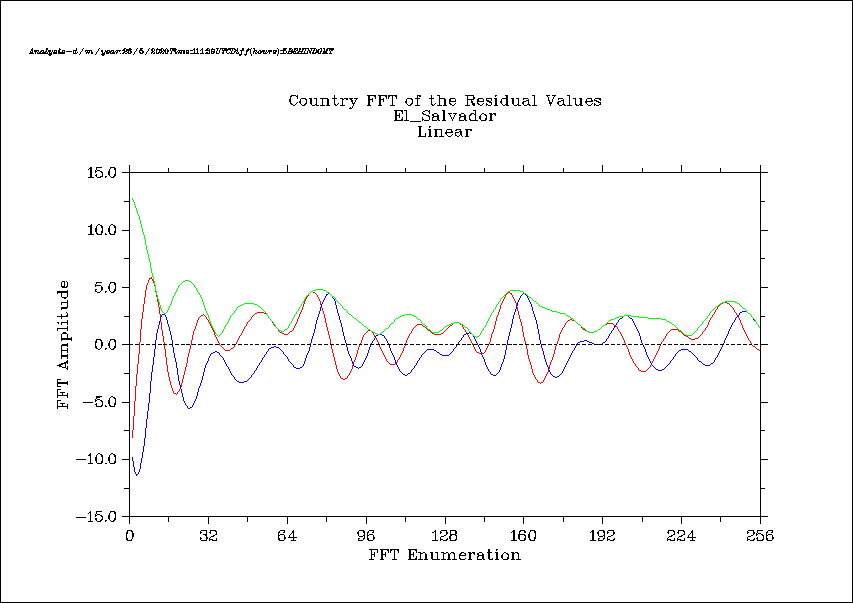 Country FFT of the Residual Values
El_Salvador
Linear
15.0
10.0
5.0
0.0
−5.0
−10.0
−15.0
FFT Amplitude
0 32 64 96 128 160 192 224 256
FFT Enumeration